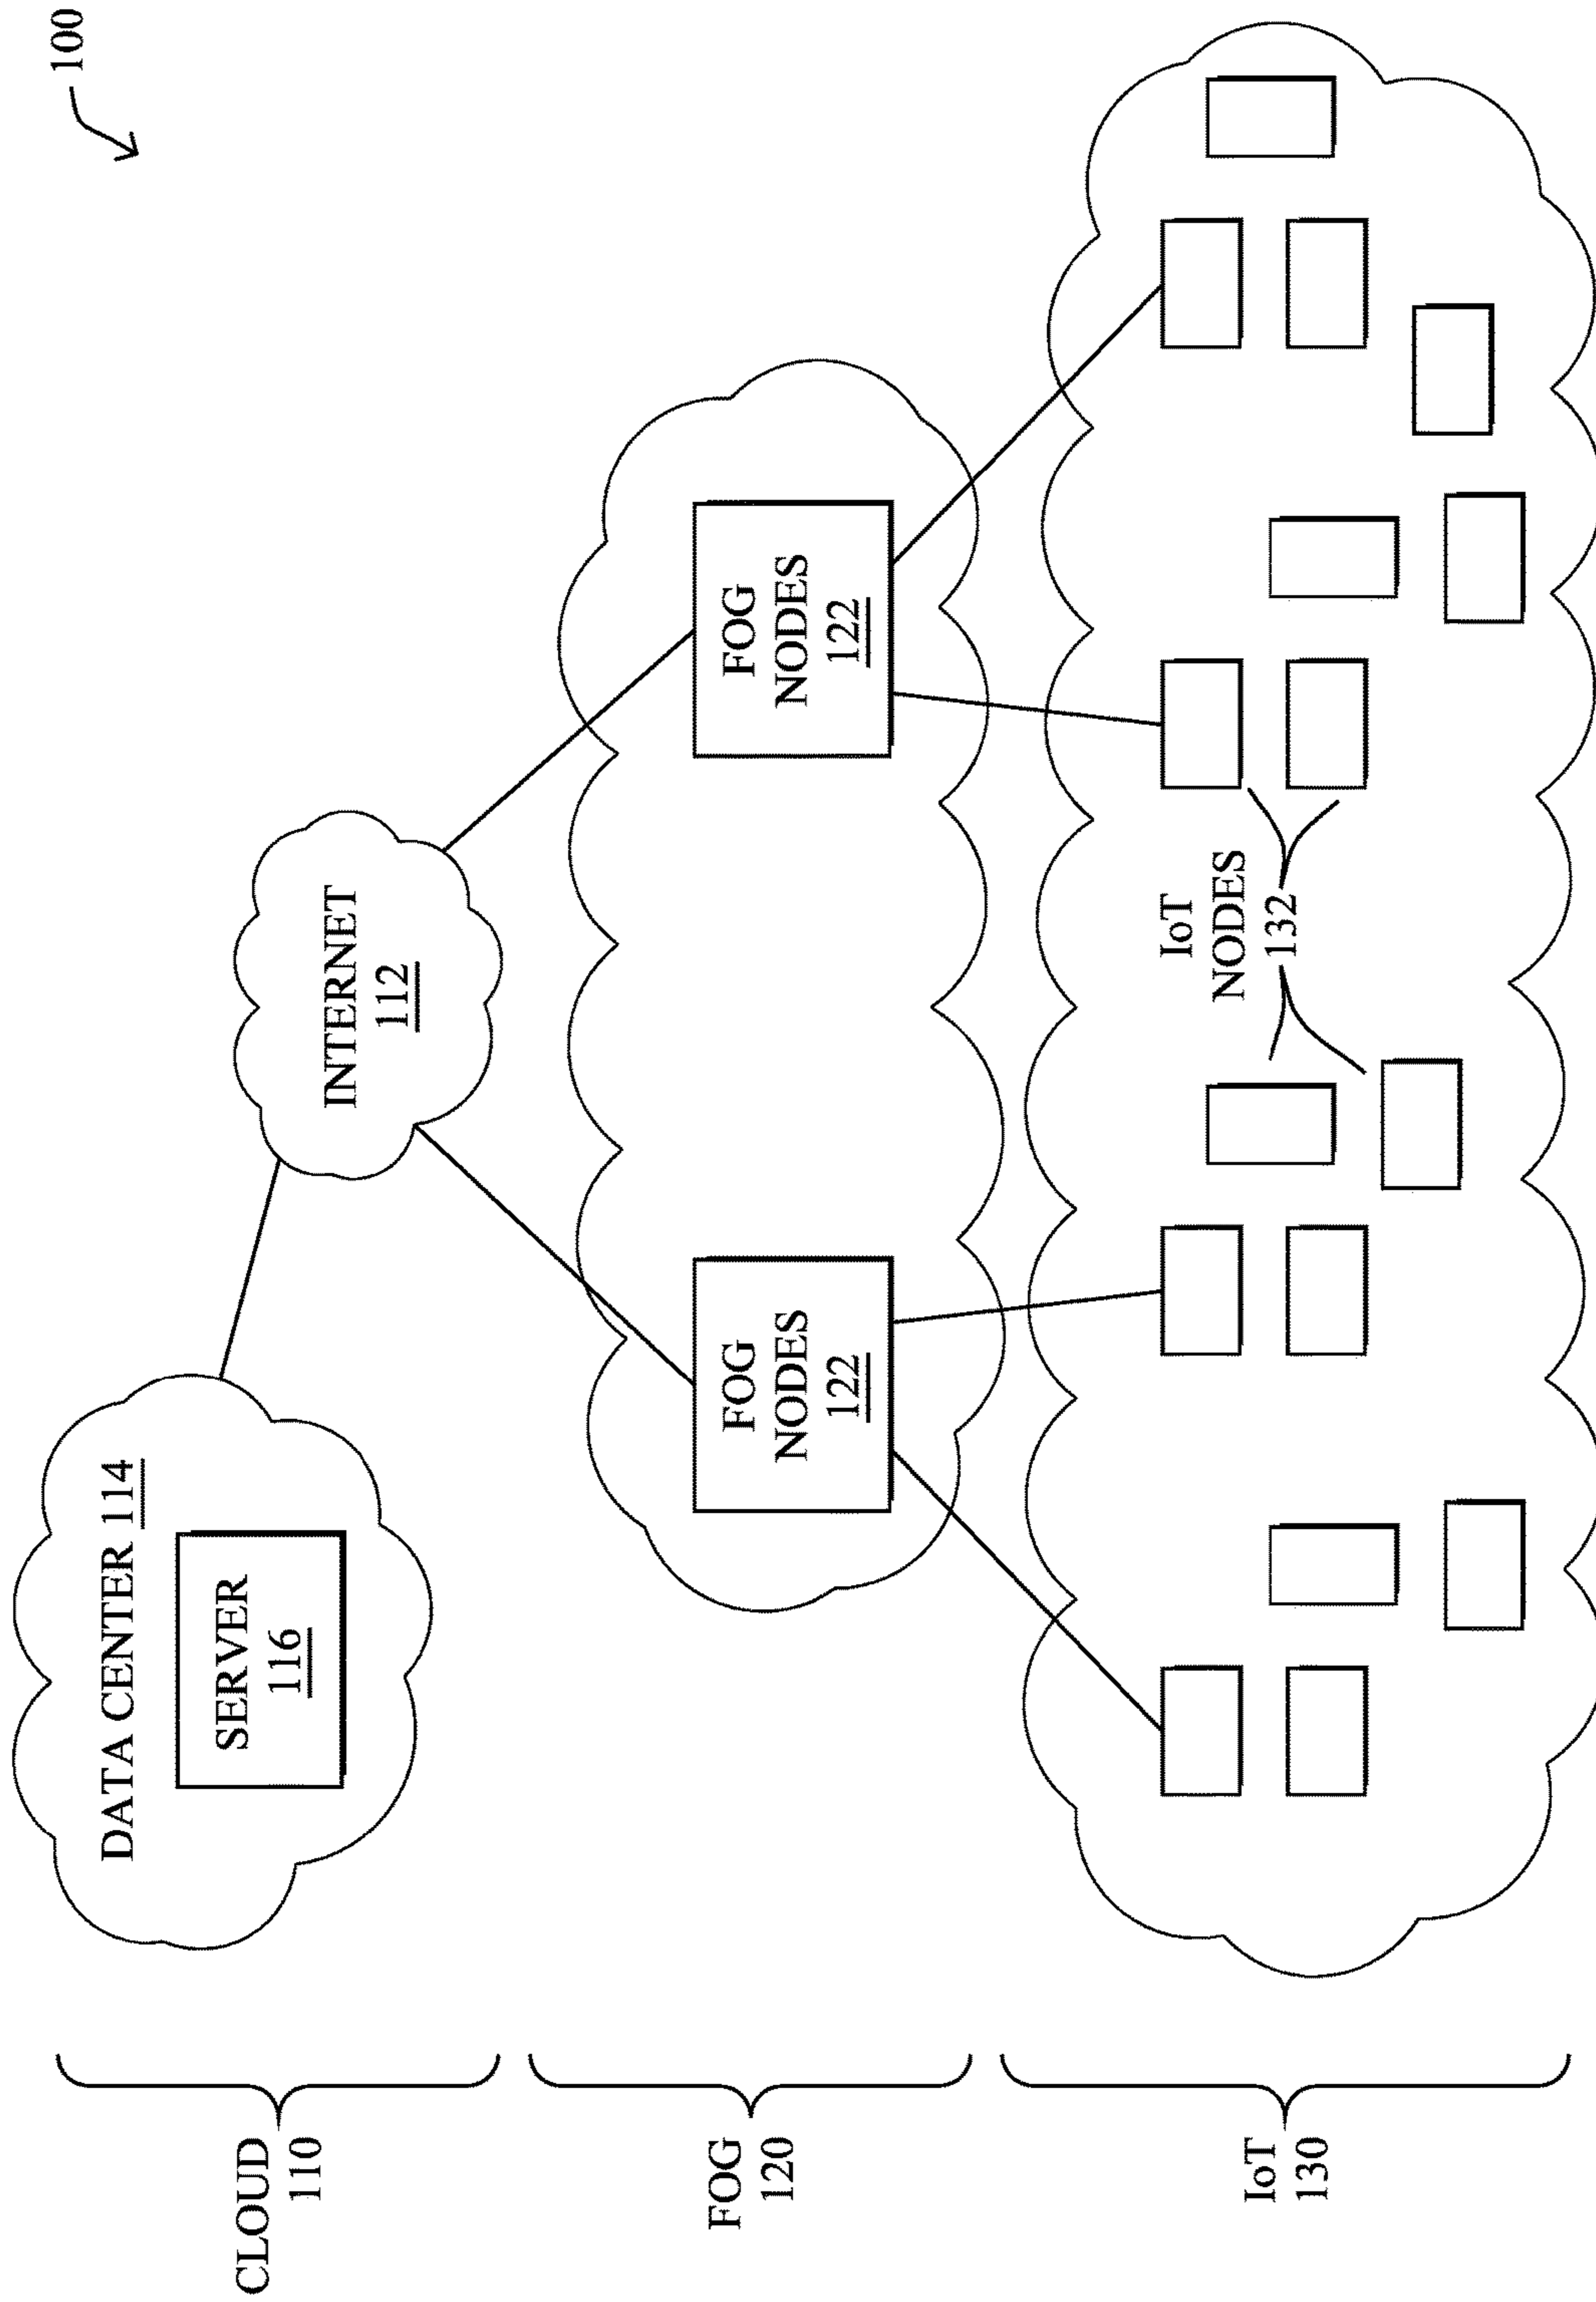 100
CLOUD
110
DATA CENTER 114
SERVER
116
INTERNET
112
FOG
120
FOG
NODES
122
FOG
NODES
122
IoT
130
IoT
NODES
132